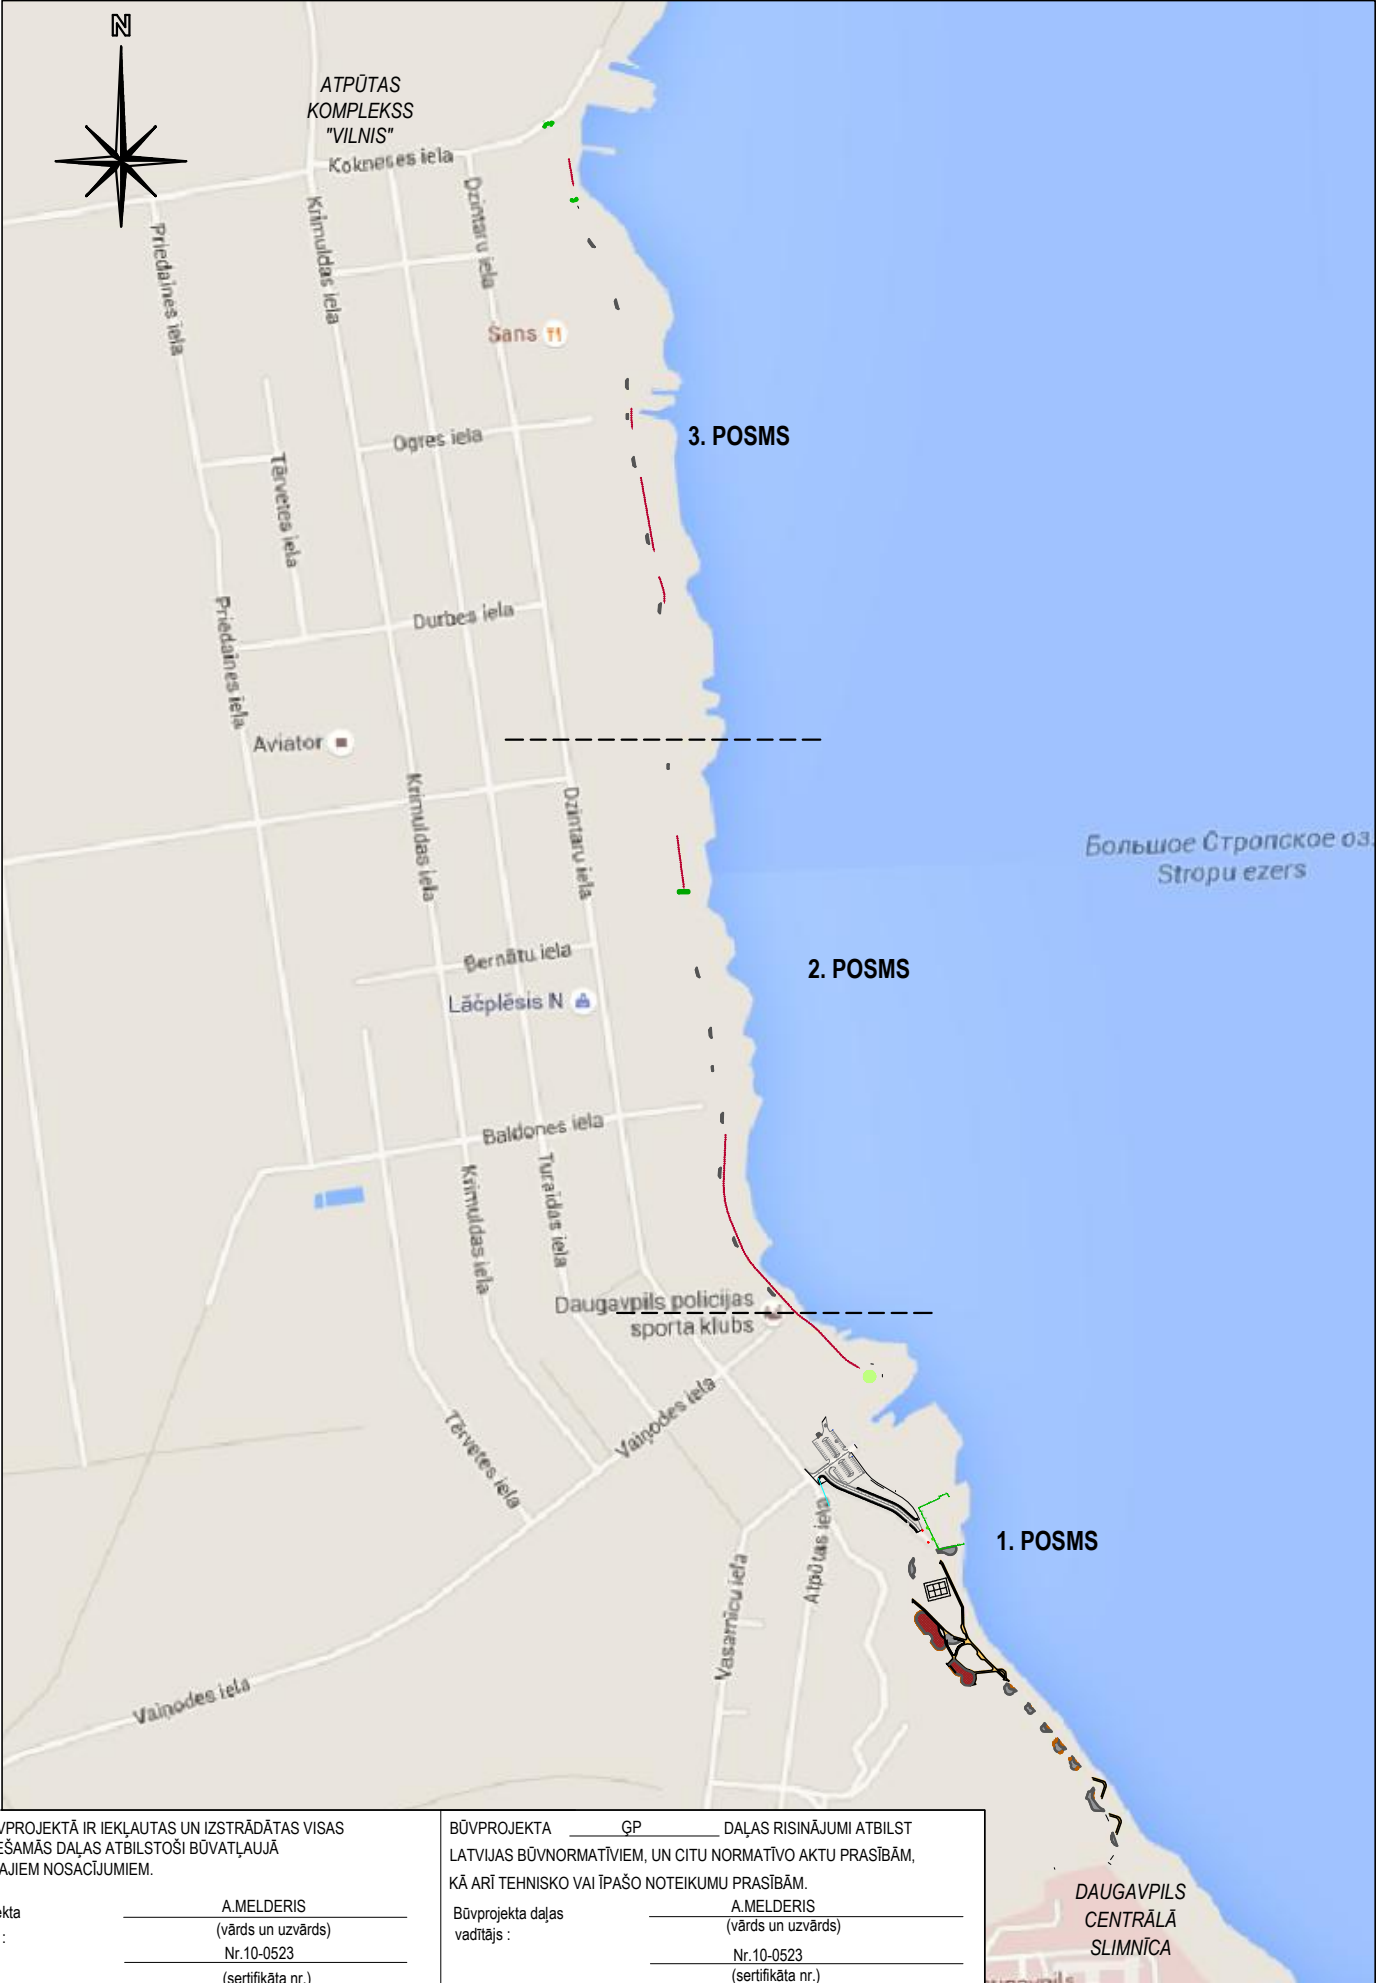 N
ATPŪTAS
KOMPLEKSS
"VILNIS"
Kokneses iela
Krimuldas iela
Dzintaru iela
Priedaines iela
Šans
Ogres iela
3. POSMS
Tērvetes iela
Durbes iela
Priedaines iela
Aviator
Krimuldas iela
Dzintaru iela
Большое Стропское оз.
Stropu ezers
Bernātu iela
2. POSMS
Lāčplēsis N
Baldones iela
Krimuldas iela
Turaidas iela
Daugavpils policijas
sporta klubs
Vaiņodes iela
Tērvetes iela
Atpūtas iela
1. POSMS
Vasarnīcu iela
Vaiņodes iela
DAUGAVPILS
CENTRĀLĀ
SLIMNĪCA
VPROJEKTĀ IR IEKĻAUTAS UN IZSTRĀDĀTAS VISAS
EŠAMĀS DAĻAS ATBILSTOŠI BŪVATĻAUJĀ
AJIEM NOSACĪJUMIEM.
kta
:
A.MELDERIS
(vārds un uzvārds)
Nr.10-0523
(sertifikāta nr.)
BŪVPROJEKTA ĢP DAĻAS RISINĀJUMI ATBILST
LATVIJAS BŪVNORMATĪVIEM, UN CITU NORMATĪVO AKTU PRASĪBĀM,
KĀ ARĪ TEHNISKO VAI ĪPAŠO NOTEIKUMU PRASĪBĀM.
Būvprojekta daļas
vadītājs :
A.MELDERIS
(vārds un uzvārds)
Nr.10-0523
(sertifikāta nr.)